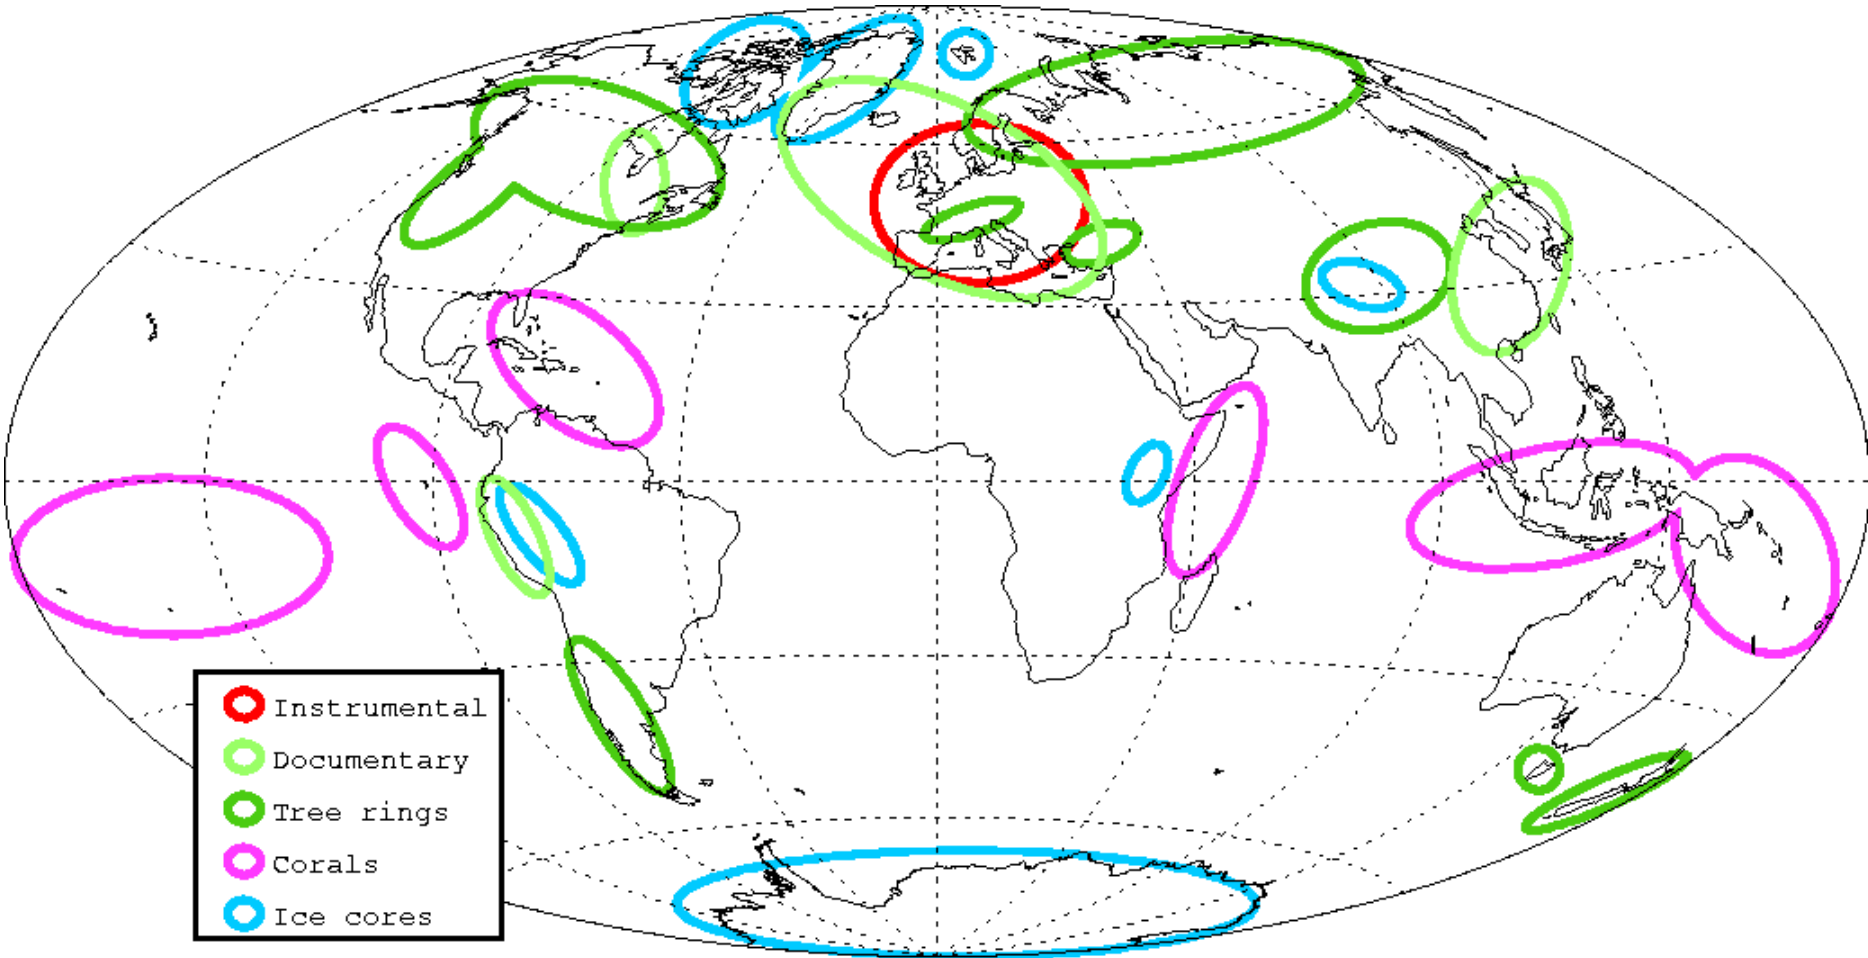 Instrumental
Documentary
Tree rings
Corals
Ice cores